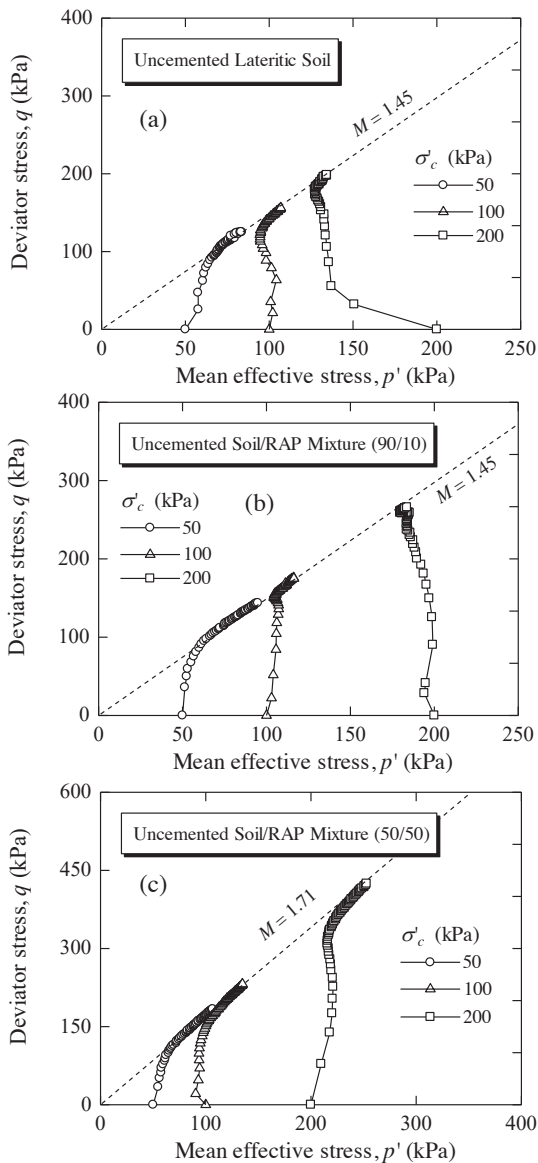 400
300
200
100
0
Deviator stress, q (kPa)
Uncemented Lateritic Soil
(a)
M = 1.45
σ'c (kPa)
50
100
200
0 50 100 150 200 250
Mean effective stress, p' (kPa)
400
300
200
100
0
Deviator stress, q (kPa)
Uncemented Soil/RAP Mixture (90/10)
σ'c (b)
(kPa)
50
100
200
M = 1.45
0 50 100 150 200 250
Mean effective stress, p' (kPa)
600
450
300
150
0
Deviator stress, q (kPa)
Uncemented Soil/RAP Mixture (50/50)
(c)
M = 1.71
σ'c (kPa)
50
100
200
0 100 200 300 400
Mean effective stress, p' (kPa)